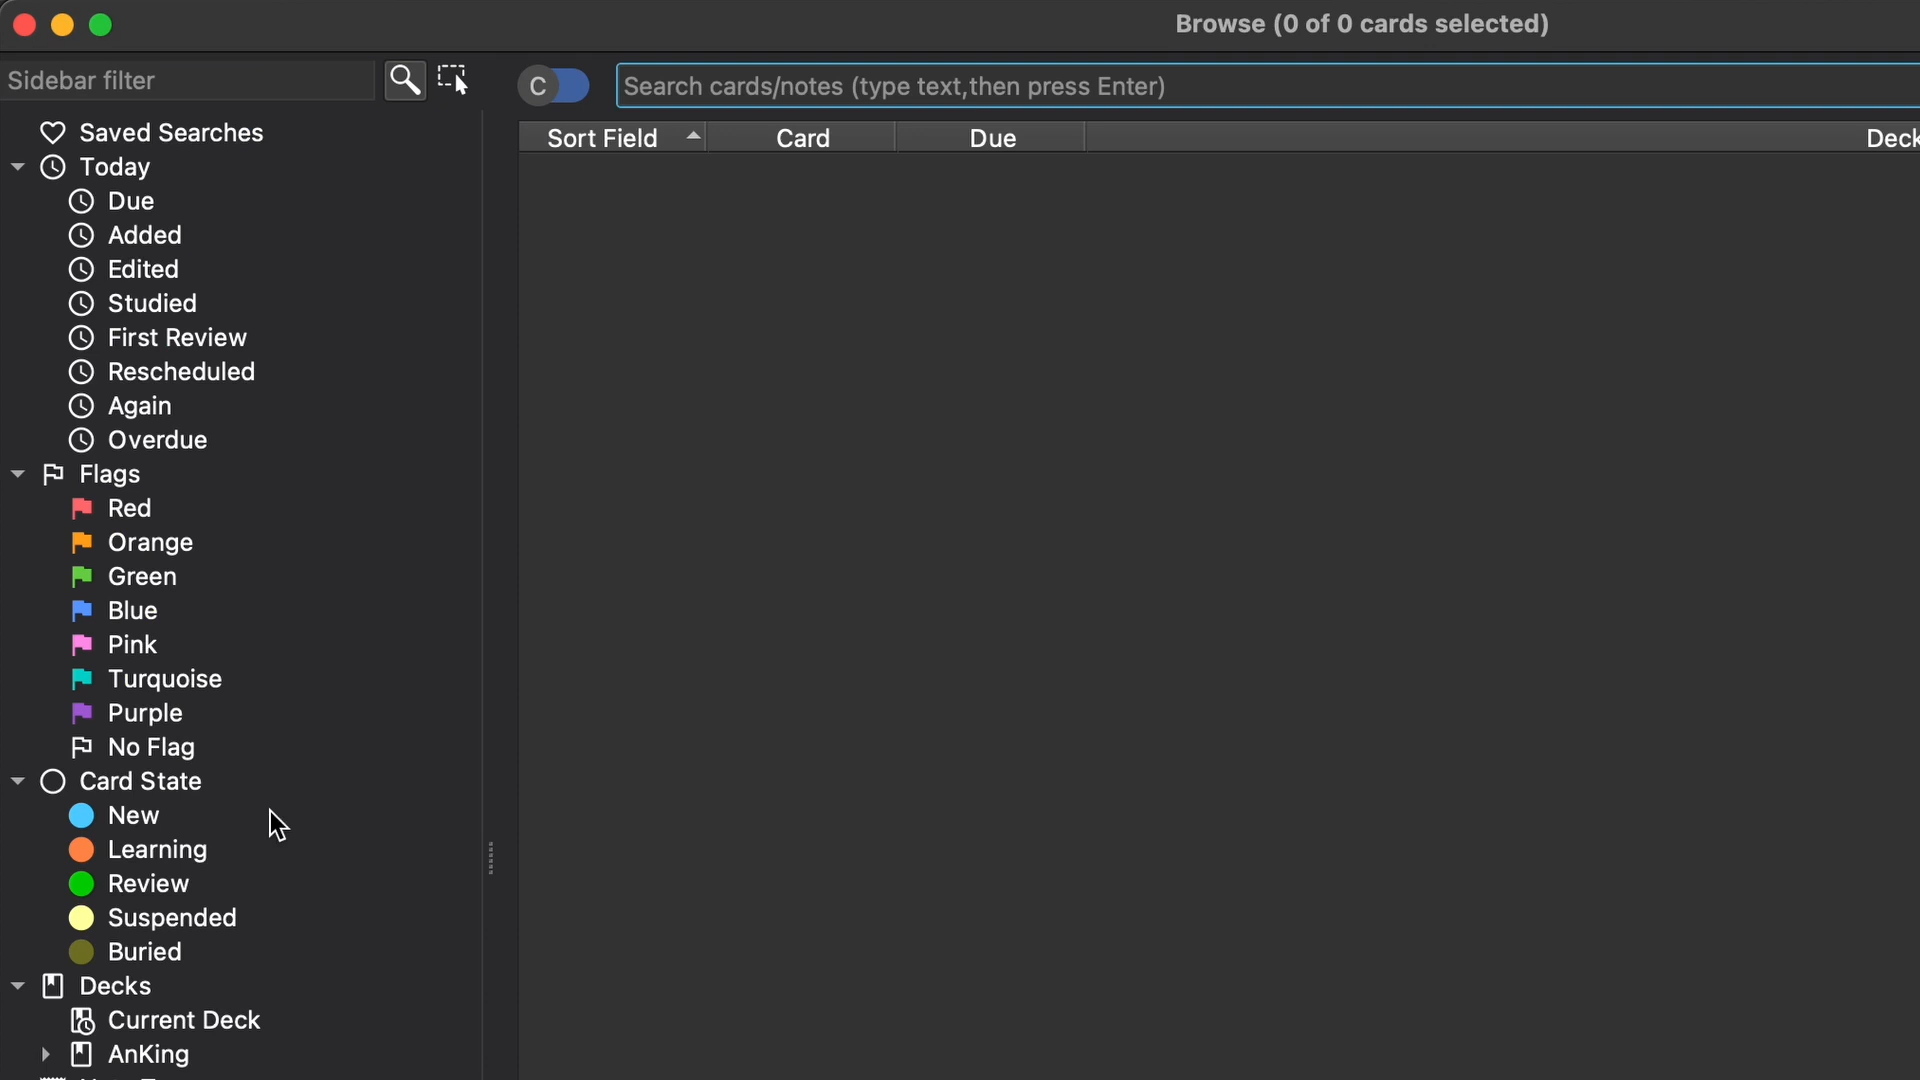 Browse (0 of 0 cards selected)
Sidebar filter
C
Search cards/notes (type text,then press Enter)
Sort Field
Card
Due
Deck
Saved Searches
Today
Due
Added
Edited
Studied
First Review
Rescheduled
Again
Overdue
Flags
Red
Orange
Green
Blue
Pink
Turquoise
Purple
No Flag
Card State
New
Learning
Review
Suspended
Buried
Decks
Current Deck
AnKing